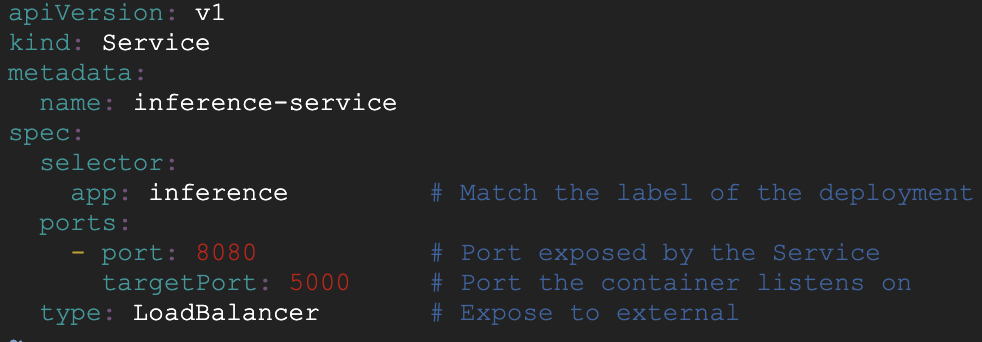 apiVersion: v1
kind: Service
metadata:
  name: inference-service
spec:
  selector:
    app: inference         # Match the label of the deployment
  ports:
    - port: 8080           # Port exposed by the Service
      targetPort: 5000     # Port the container listens on
  type: LoadBalancer       # Expose to external